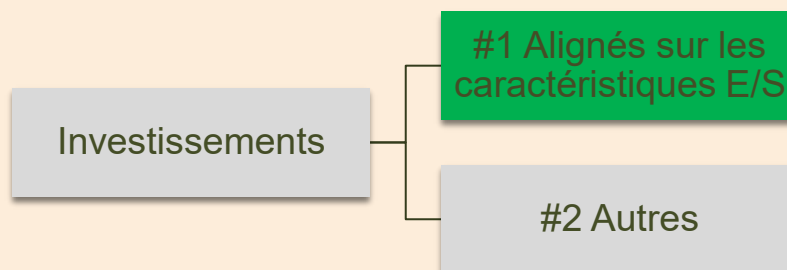 #1 Alignés sur les
caractéristiques E/S
Investissements
#2 Autres